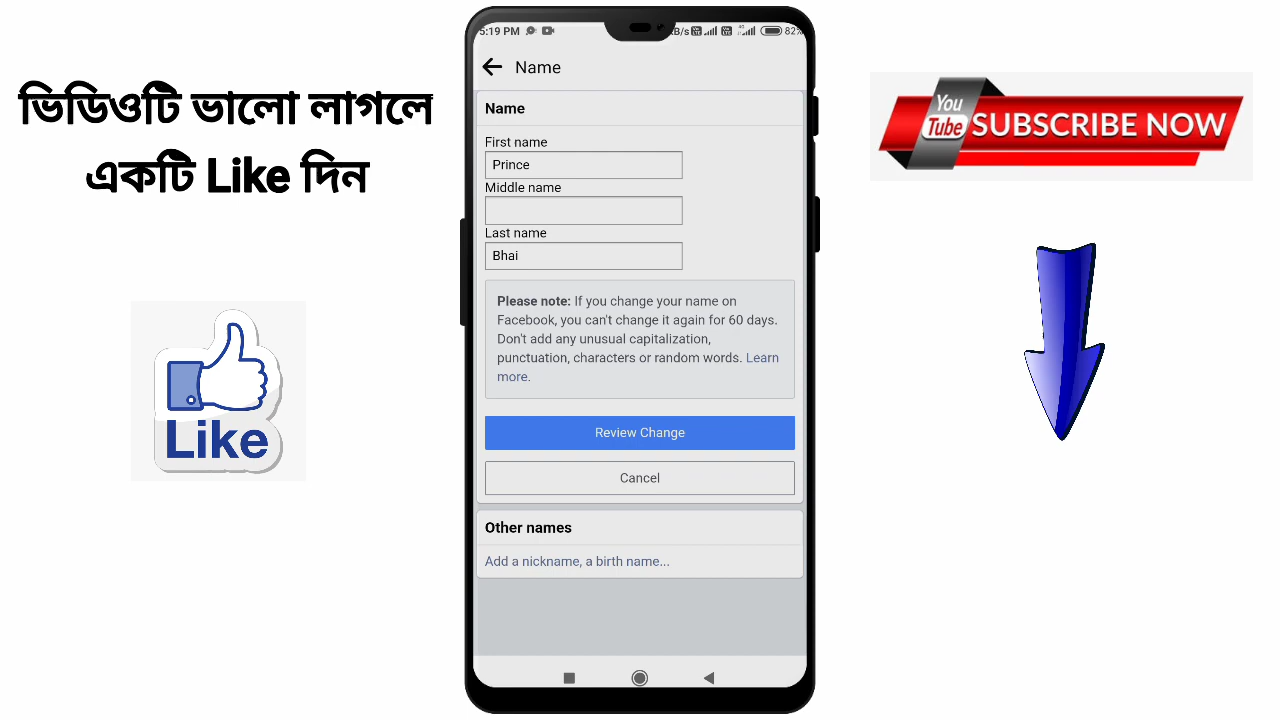 ভিডিওটি ভালো লাগলে
একটি Like দিন
Like
5:19 PM
B/s
82%
Name
Name
First name
Prince
Middle name
Last name
Bhai
Please note: If you change your name on
Facebook, you can't change it again for 60 days.
Don't add any unusual capitalization,
punctuation, characters or random words. Learn
more.
Review Change
Cancel
Other names
Add a nickname, a birth name...
You
Tube SUBSCRIBE NOW